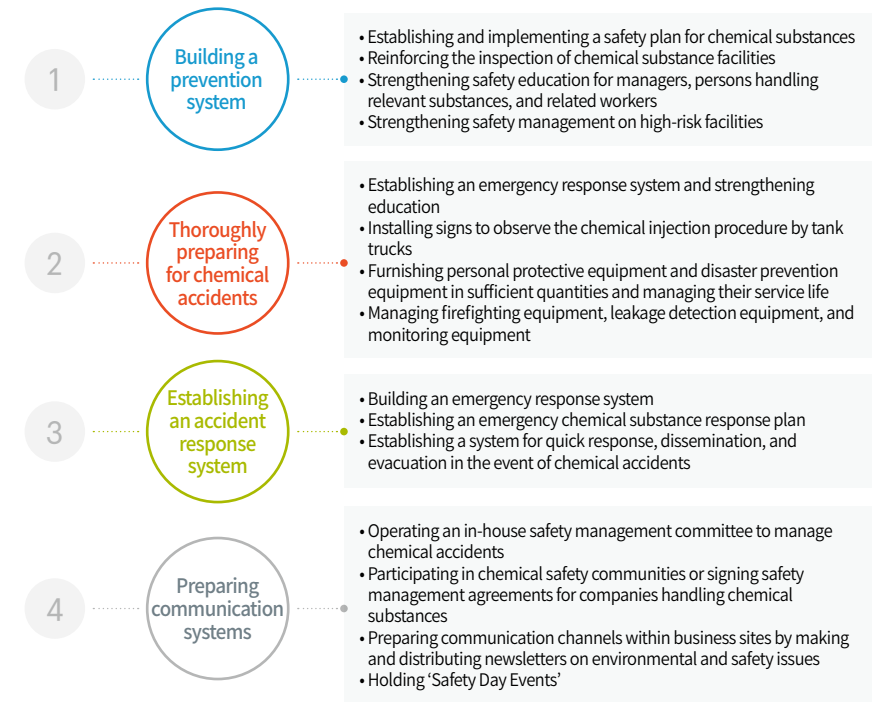 1
Building a
prevention
system
• Establishing and implementing a safety plan for chemical substances
• Reinforcing the inspection of chemical substance facilities
• Strengthening safety education for managers, persons handling
relevant substances, and related workers
• Strengthening safety management on high-risk facilities
2
Thoroughly
preparing
for chemical
accidents
• Establishing an emergency response system and strengthening
education
• Installing signs to observe the chemical injection procedure by tank
trucks
• Furnishing personal protective equipment and disaster prevention
equipment in sufficient quantities and managing their service life
• Managing firefighting equipment, leakage detection equipment, and
monitoring equipment
3
Establishing
an accident
response
system
• Building an emergency response system
• Establishing an emergency chemical substance response plan
• Establishing a system for quick response, dissemination, and
evacuation in the event of chemical accidents
4
Preparing
communication
systems
• Operating an in-house safety management committee to manage
chemical accidents
• Participating in chemical safety communities or signing safety
management agreements for companies handling chemical
substances
• Preparing communication channels within business sites by making
and distributing newsletters on environmental and safety issues
• Holding ‘Safety Day Events’